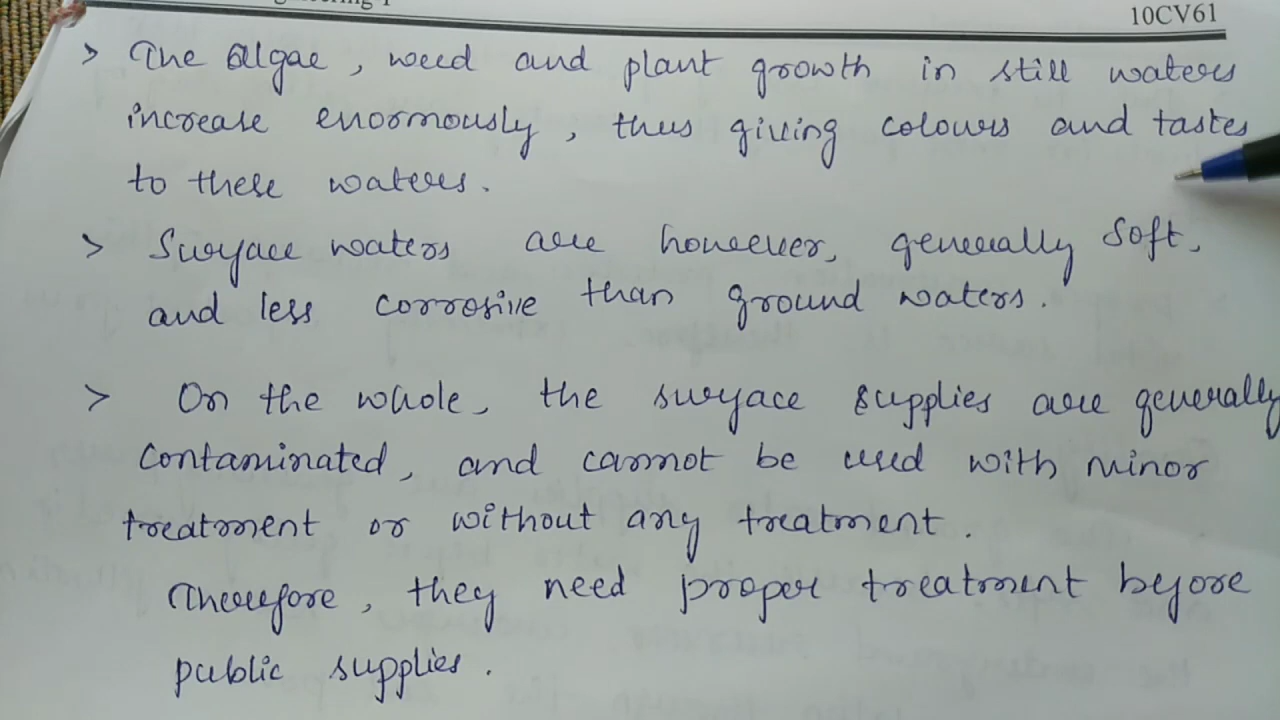 10CV61
> The algae, weed and plant growth in still waters
increase enormously, thus giving colours and tastes
to these waters.
> Surface waters are however, generally soft,
and less corrosive than ground waters.
> On the whole, the surface supplies are generally
contaminated, and cannot be used with minor
treatment or without any treatment.
Therefore, they need proper treatment before
public supplies.